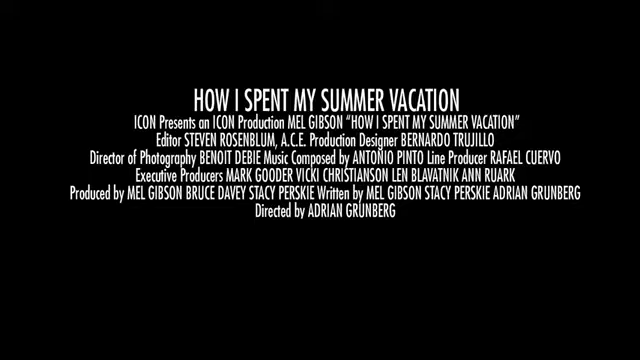 HOW I SPENT MY SUMMER VACATION
ICON Presents an ICON Production MEL GIBSON “HOW I SPENT MY SUMMER VACATION”
Editor STEVEN ROSENBLUM, A.C.E. Production Designer BERNARDO TRUJILLO
Director of Photography BENOIT DEBIE Music Composed by ANTONIO PINTO Line Producer RAFAEL CUERVO
Executive Producers MARK GOODER VICKI CHRISTIANSON LEN BLAVATNIK ANN RUARK
Produced by MEL GIBSON BRUCE DAVEY STACY PERSKIE Written by MEL GIBSON STACY PERSKIE ADRIAN GRUNBERG
Directed by ADRIAN GRUNBERG